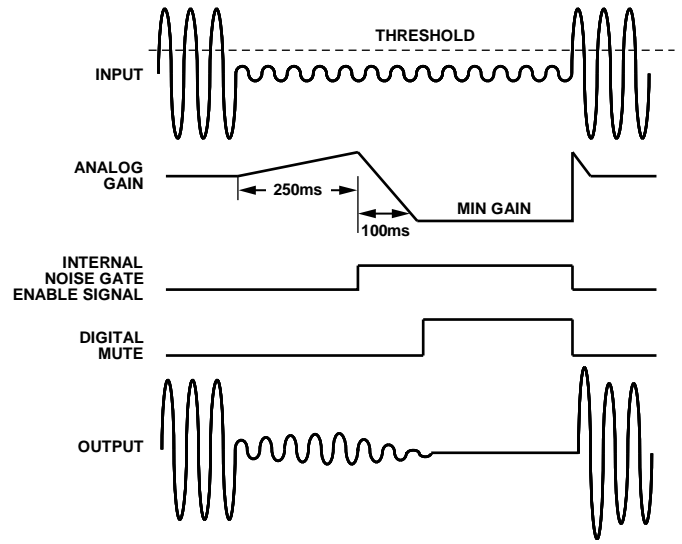 THRESHOLD
INPUT
ANALOG
GAIN
250ms
MIN GAIN
100ms
INTERNAL
NOISE GATE
ENABLE SIGNAL
DIGITAL
MUTE
OUTPUT